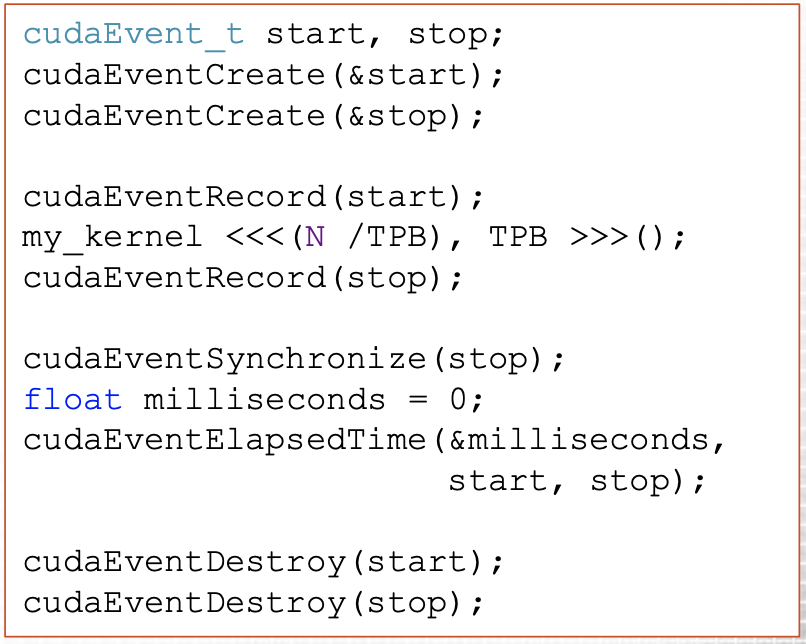 cudaEvent_t start, stop;
cudaEventCreate(&start);
cudaEventCreate(&stop);
cudaEventRecord(start);
my_kernel <<<(N /TPB), TPB >>>();
cudaEventRecord(stop);
cudaEventSynchronize(stop);
float milliseconds = 0;
cudaEventElapsedTime(&milliseconds,
start, stop);
cudaEventDestroy(start);
cudaEventDestroy(stop);